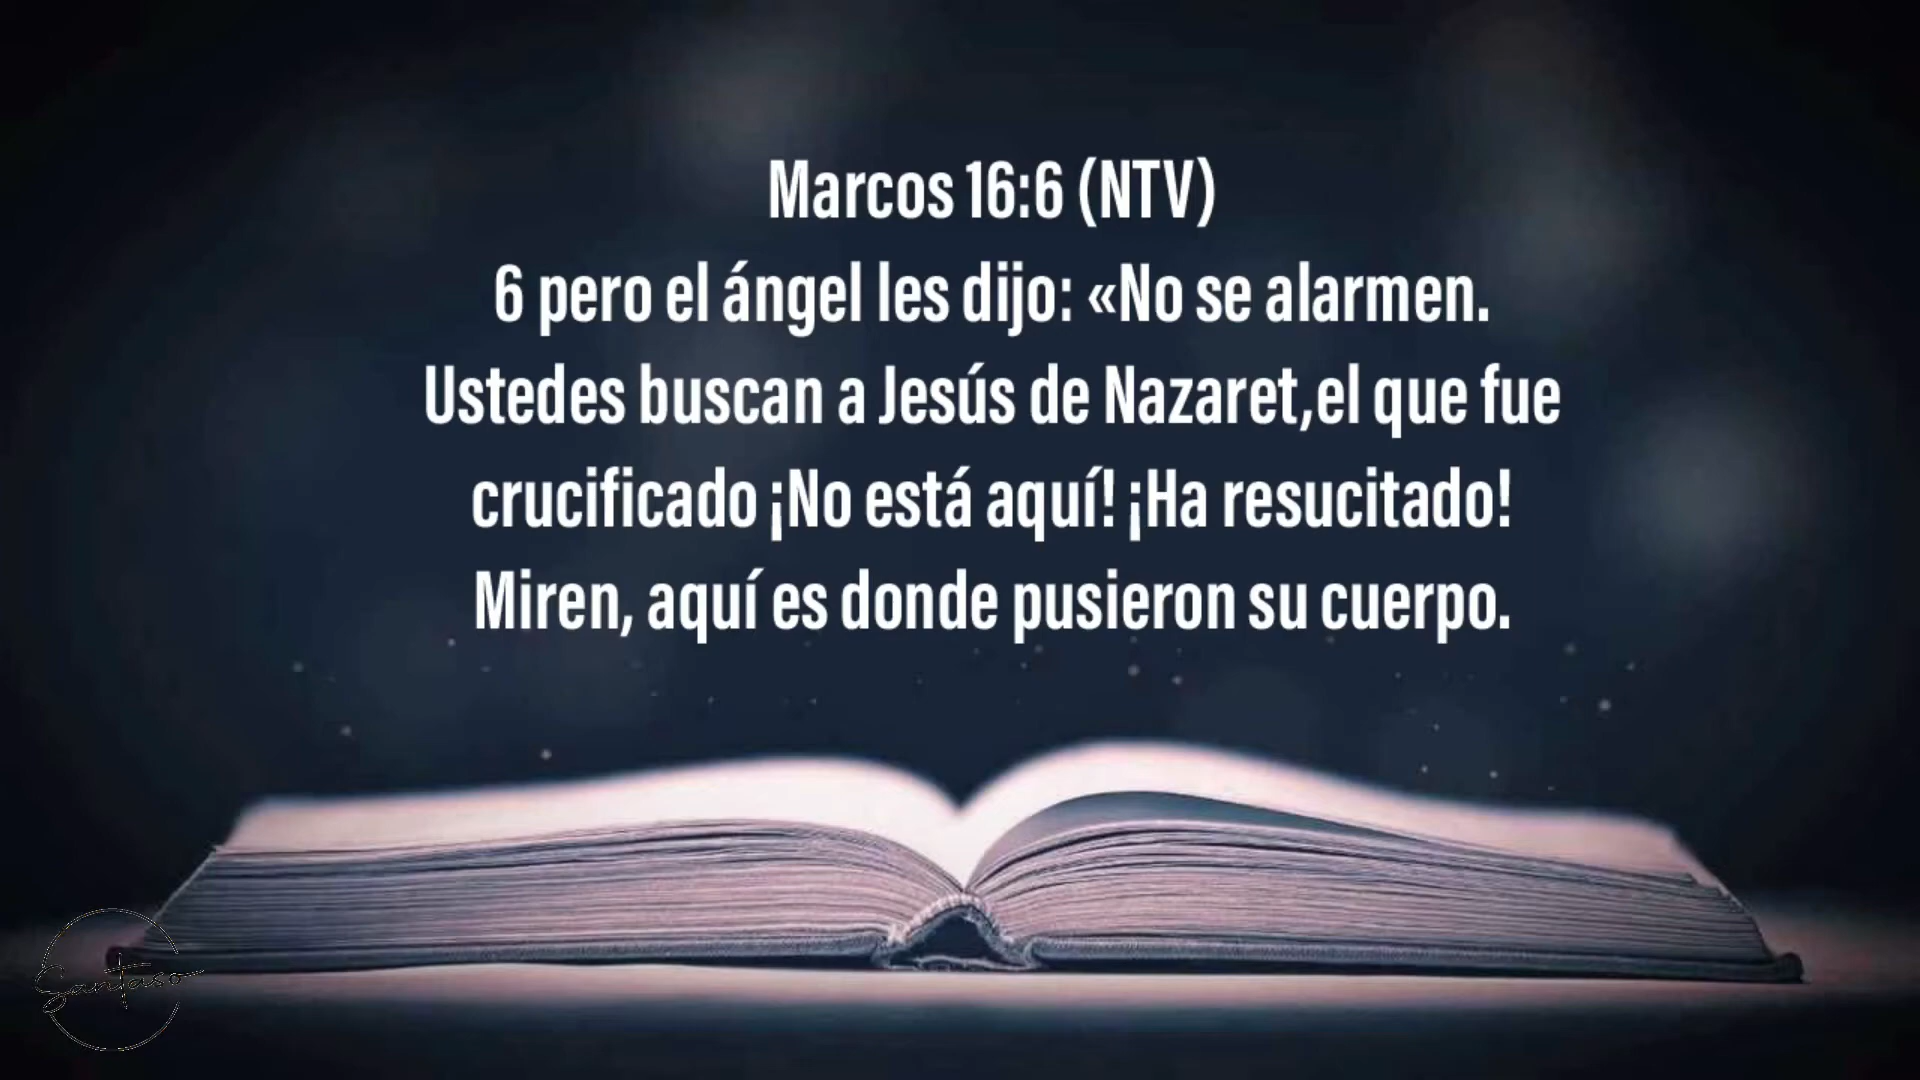 Marcos 16:6 (NTV)
6 pero el ángel les dijo: «No se alarmen.
Ustedes buscan a Jesús de Nazaret,el que fue
crucificado ¡No está aquí! ¡Ha resucitado!
Miren, aquí es donde pusieron su cuerpo.
Santaso